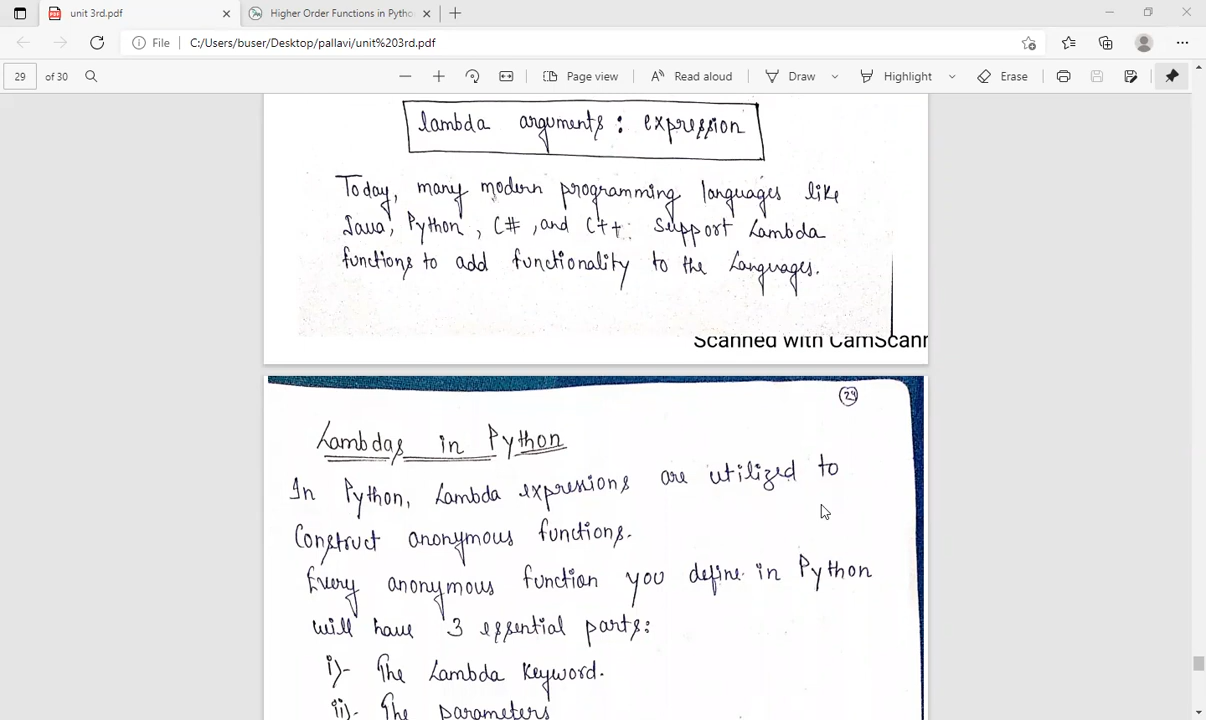 unit 3rd.pdf
Higher Order Functions in Pytho
File
C:/Users/buser/Desktop/pallavi/unit%203rd.pdf
29 of 30
Page view
Read aloud
Draw
Highlight
Erase
lambda arguments: expression
Today, many modern programming languages like
Java, Python, C#, and C++ support Lambda
functions to add functionality to the Languages.
Scanned with CamScann
24
Lambdas in Python
In Python, Lambda expressions are utilized to
Construct anonymous functions.
Every anonymous function you define in Python
will have 3 essential parts:
i)- The Lambda Keyword.
ii)- The parameters